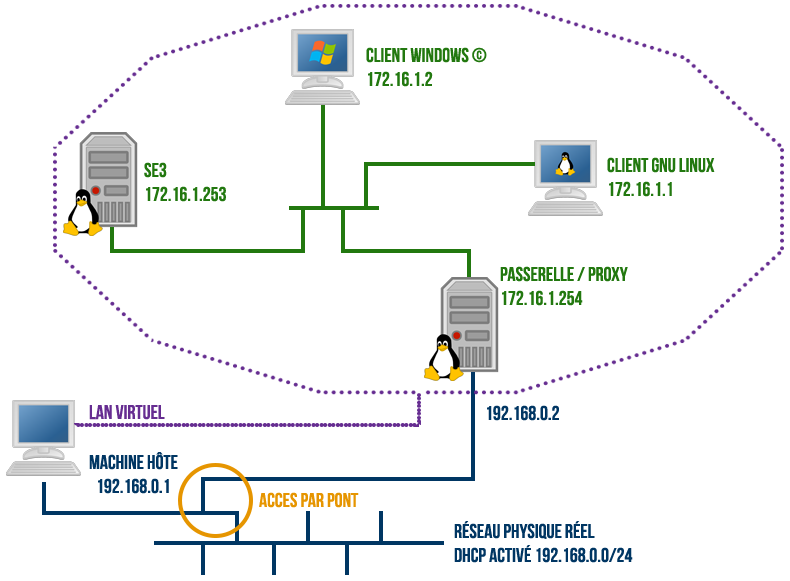 CLIENT WINDOWS ©
172.16.1.2
SE3
172.16.1.253
CLIENT GNU LINUX
172.16.1.1
PASSERELLE / PROXY
172.16.1.254
LAN VIRTUEL
192.168.0.2
MACHINE HÔTE
192.168.0.1
ACCES PAR PONT
RÉSEAU PHYSIQUE RÉEL
DHCP ACTIVÉ 192.168.0.0/24